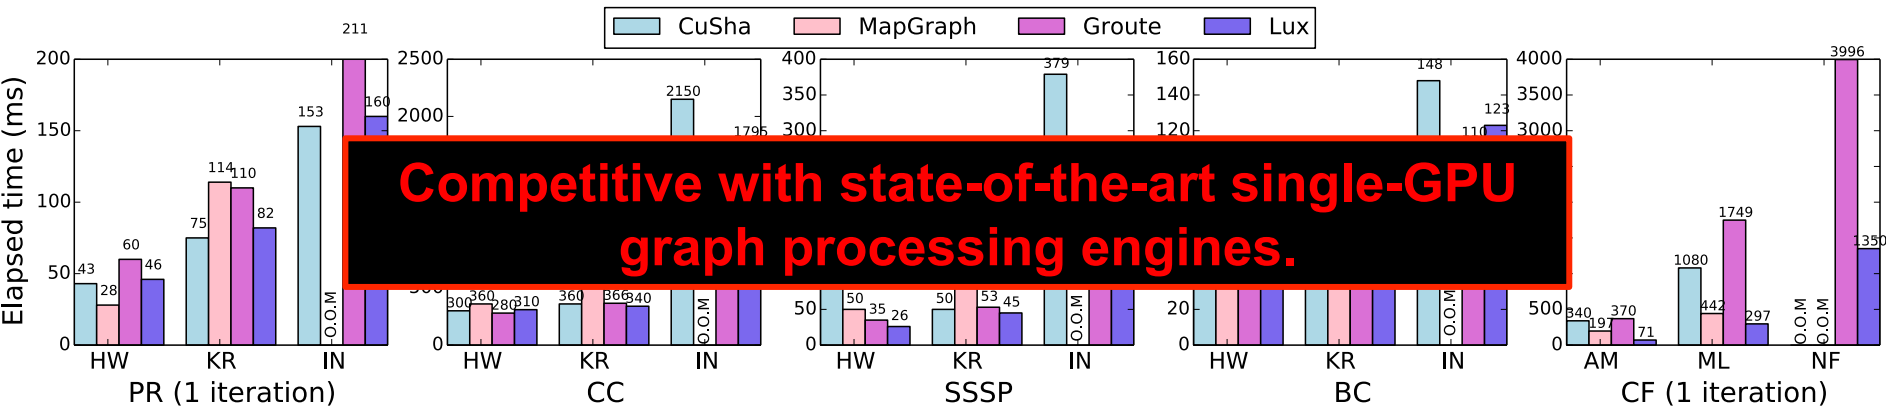 CuSha MapGraph Groute Lux
Elapsed time (ms)
200
150
100
50
0
43 28 60 46
75 114 110 82
153 O.O.M 211 160
HW KR IN
PR (1 iteration)
2500
2000
0
300 360 280 310
360 366 340
2150 O.O.M 1795
HW KR IN
CC
400
350
300
50
0
50 35 26
50 53 45
379 O.O.M
HW KR IN
SSSP
160
140
120
20
0
148 O.O.M 110 123
HW KR IN
BC
4000
3500
3000
500
0
340 197 370 71
1080 442 1749 297
O.O.M O.O.M 3996 1350
AM ML NF
CF (1 iteration)
Competitive with state-of-the-art single-GPU
graph processing engines.